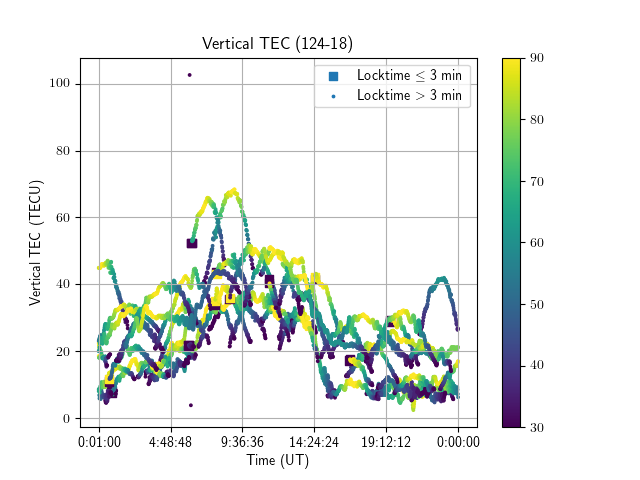 Vertical TEC (124-18)
Locktime ≤ 3 min
Locktime > 3 min
Vertical TEC (TECU)
100
80
60
40
20
0
0:01:00 4:48:48 9:36:36 14:24:24 19:12:12 0:00:00
Time (UT)
90
80
70
60
50
40
30